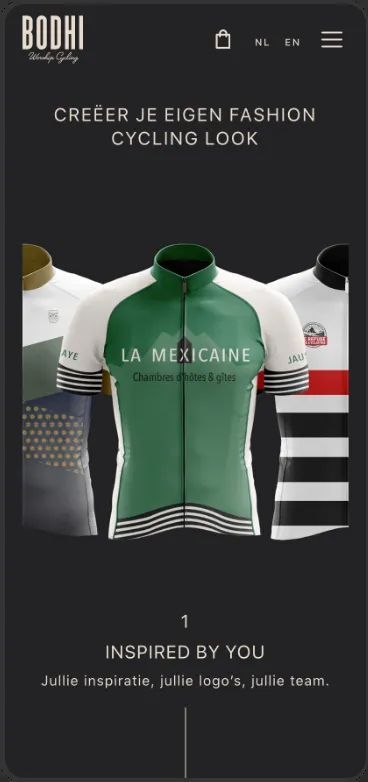 BODHI
Worship Cycling
NL EN
CREËER JE EIGEN FASHION
CYCLING LOOK
LA MEXICAINE
Chambres d'hôtes & gîtes
AYE
JAU
1
INSPIRED BY YOU
Jullie inspiratie, jullie logo's, jullie team.